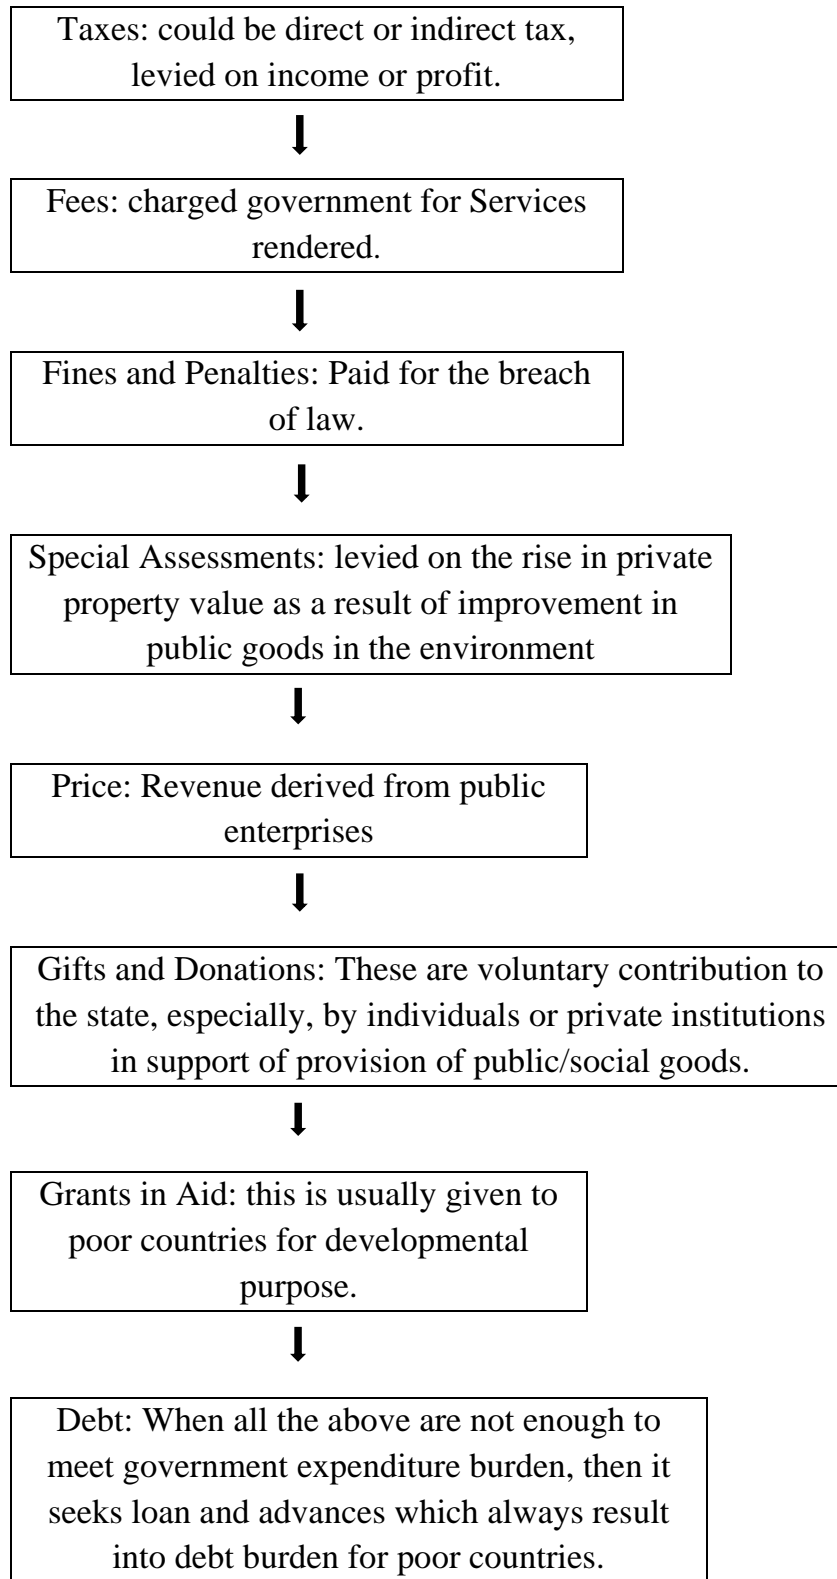 Taxes: could be direct or indirect tax,
levied on income or profit.
Fees: charged government for Services
rendered.
Fines and Penalties: Paid for the breach
of law.
Special Assessments: levied on the rise in private
property value as a result of improvement in
public goods in the environment
Price: Revenue derived from public
enterprises
Gifts and Donations: These are voluntary contribution to
the state, especially, by individuals or private institutions
in support of provision of public/social goods.
Grants in Aid: this is usually given to
poor countries for developmental
purpose.
Debt: When all the above are not enough to
meet government expenditure burden, then it
seeks loan and advances which always result
into debt burden for poor countries.